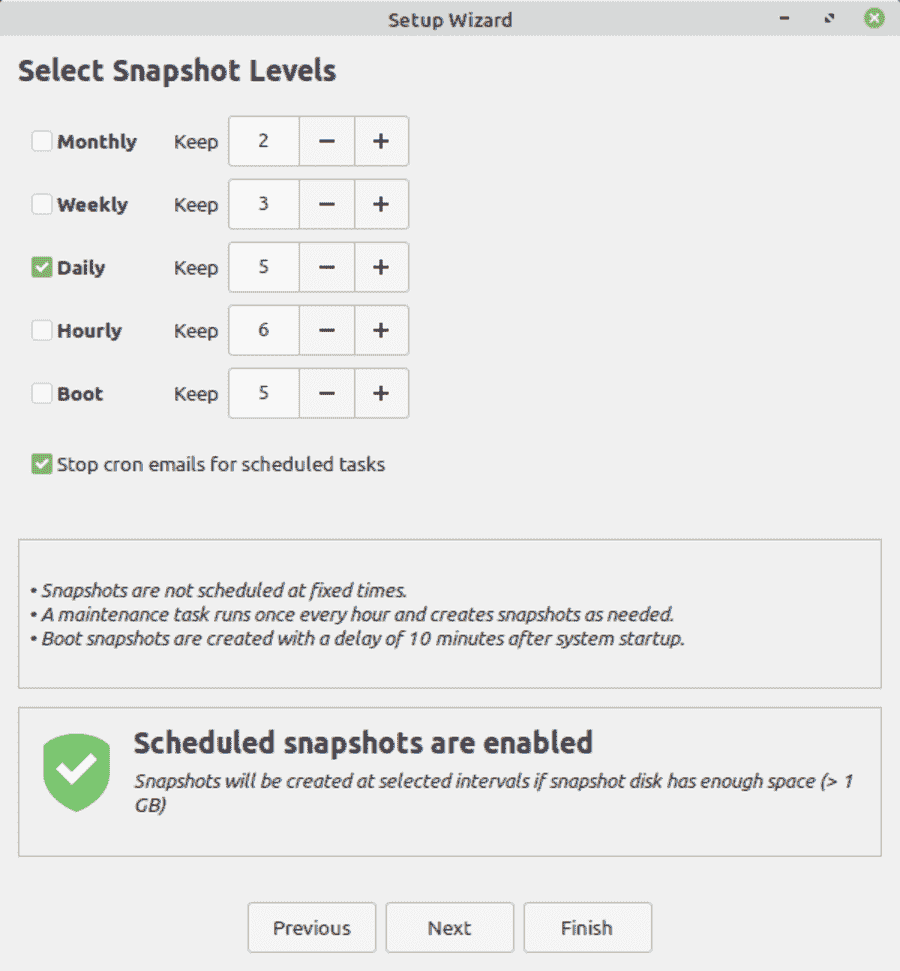 Setup Wizard
Select Snapshot Levels
Monthly Keep 2 − +
Weekly Keep 3 − +
Daily Keep 5 − +
Hourly Keep 6 − +
Boot Keep 5 − +
Stop cron emails for scheduled tasks
• Snapshots are not scheduled at fixed times.
• A maintenance task runs once every hour and creates snapshots as needed.
• Boot snapshots are created with a delay of 10 minutes after system startup.
Scheduled snapshots are enabled
Snapshots will be created at selected intervals if snapshot disk has enough space (> 1
GB)
Previous Next Finish